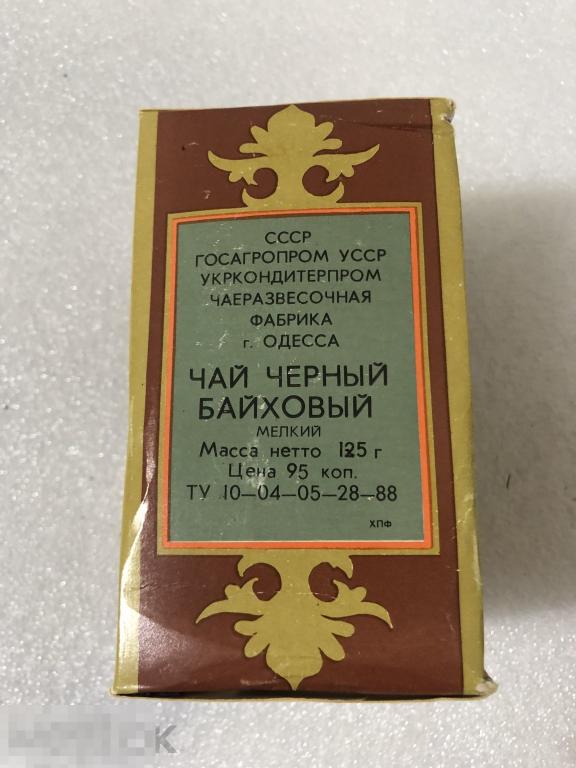 СССР
ГОСАГРОПРОМ УССР
УКРКОНДИТЕРПРОМ
ЧАЕРАЗВЕСОЧНАЯ
ФАБРИКА
г. ОДЕССА
ЧАЙ ЧЕРНЫЙ
БАЙХОВЫЙ
МЕЛКИЙ
Масса нетто 125 г
Цена 95 коп.
ТУ 10—04—05—28—88
ХПФ